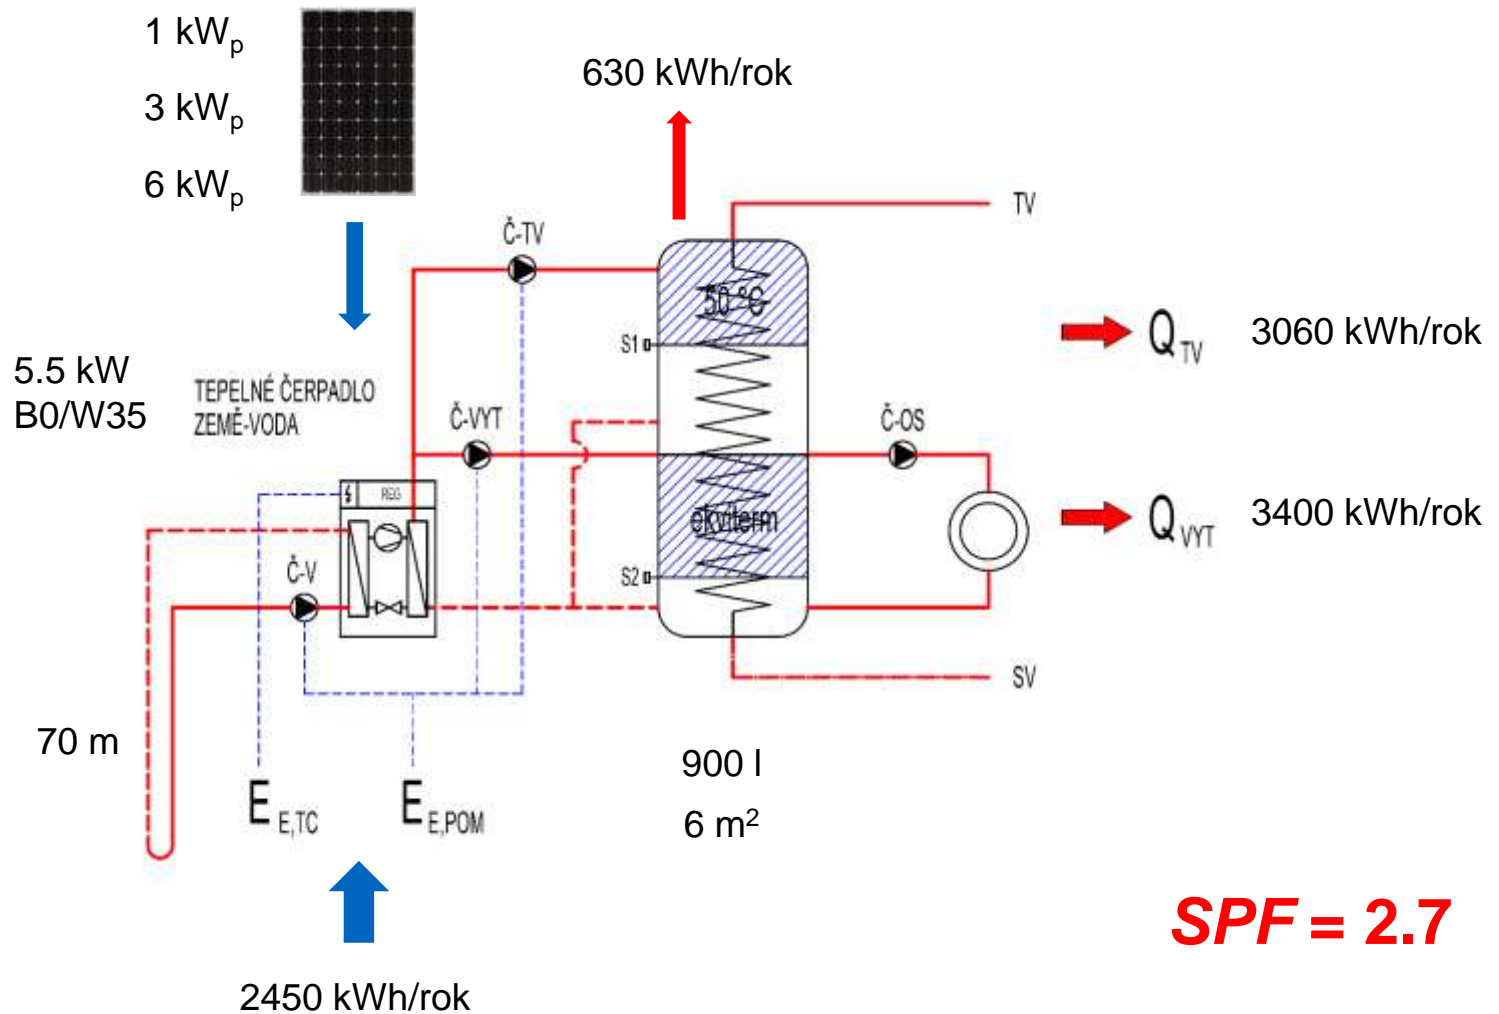 1 kWp
3 kWp
6 kWp
630 kWh/rok
TV
Č-TV
50 °C
S1
QTV 3060 kWh/rok
5.5 kW
B0/W35
TEPELNÉ ČERPADLO
ZEMĚ-VODA
Č-VYT
Č-OS
REG
ekviterm
QVYT 3400 kWh/rok
Č-V
S2
SV
70 m
900 l
6 m²
EE,TC
EE,POM
SPF = 2.7
2450 kWh/rok